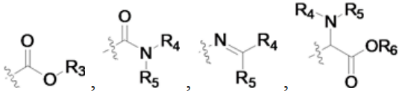 O
O R₃ ,
O
N R₄
R₅ ,
N R₄
R₅ ,
R₄ N R₅
OR₆
O